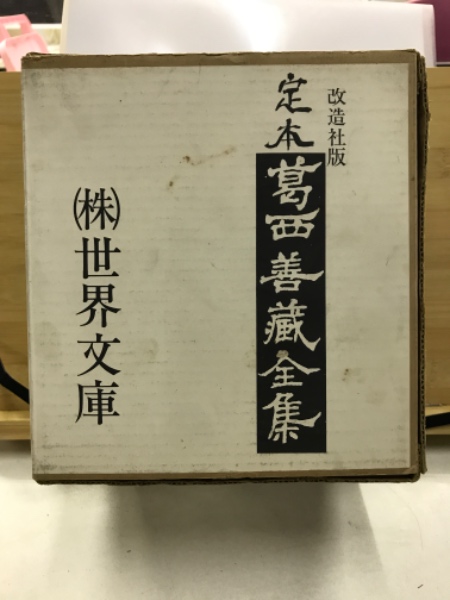 改造社版
定本葛西善藏全集
㈱世界文庫